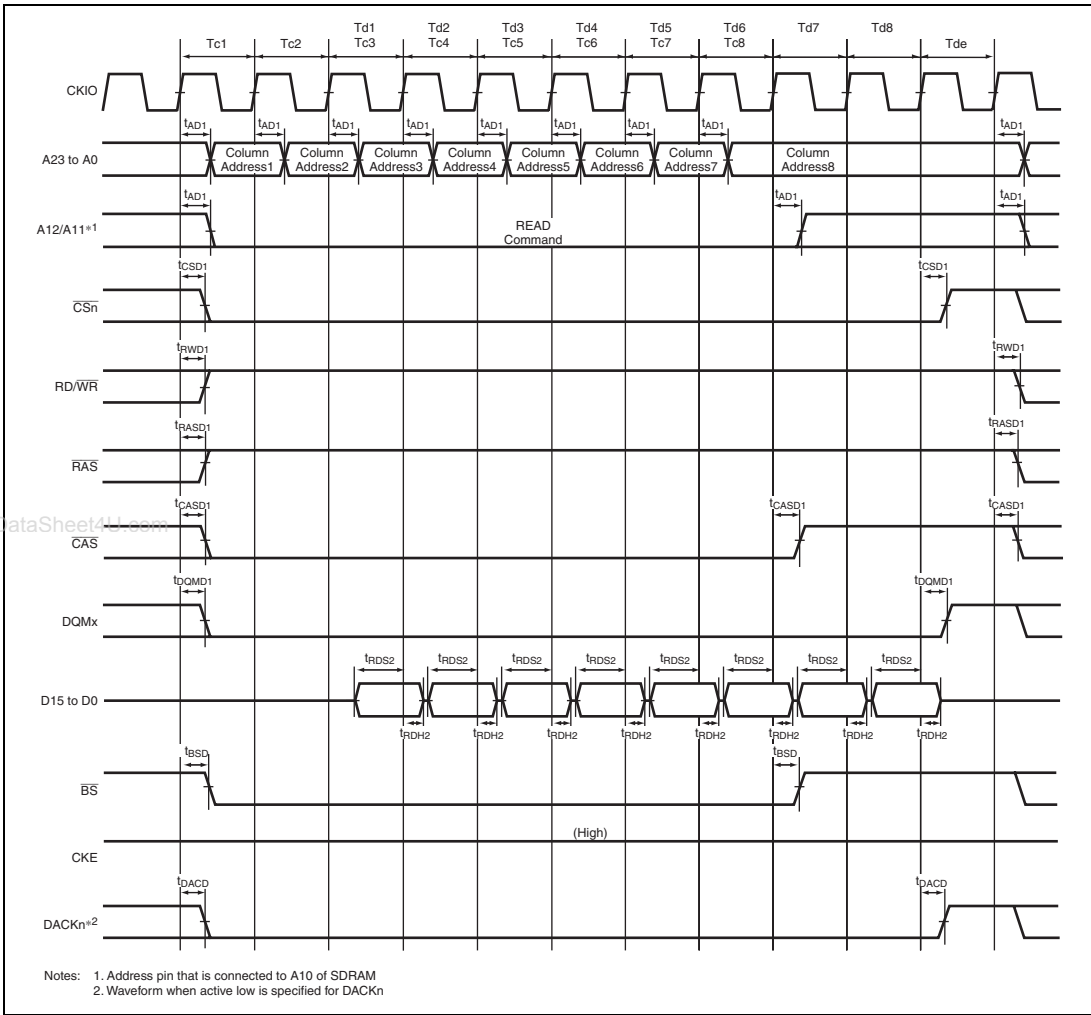 Td1 Td2 Td3 Td4 Td5 Td6 Td7 Td8
Tc1 Tc2 Tc3 Tc4 Tc5 Tc6 Tc7 Tc8 Tde
CKIO
tAD1 tAD1 tAD1 tAD1 tAD1 tAD1 tAD1 tAD1 tAD1
A23 to A0
Column Address1
Column Address2
Column Address3
Column Address4
Column Address5
Column Address6
Column Address7
Column Address8
tAD1 tAD1 tAD1
A12/A11*1
READ
Command
tCSD1 tCSD1
CSn
tRWD1 tRWD1
RD/WR
tRASD1 tRASD1
RAS
tCASD1 tCASD1 tCASD1
DataSheet4U.com
CAS
tDQMD1 tDQMD1
DQMx
tRDS2 tRDS2 tRDS2 tRDS2 tRDS2 tRDS2 tRDS2 tRDS2
D15 to D0
tRDH2 tRDH2 tRDH2 tRDH2 tRDH2 tRDH2 tRDH2 tRDH2
tBSD tBSD
BS
(High)
CKE
tDACD tDACD
DACKn*2
Notes: 1. Address pin that is connected to A10 of SDRAM
2. Waveform when active low is specified for DACKn